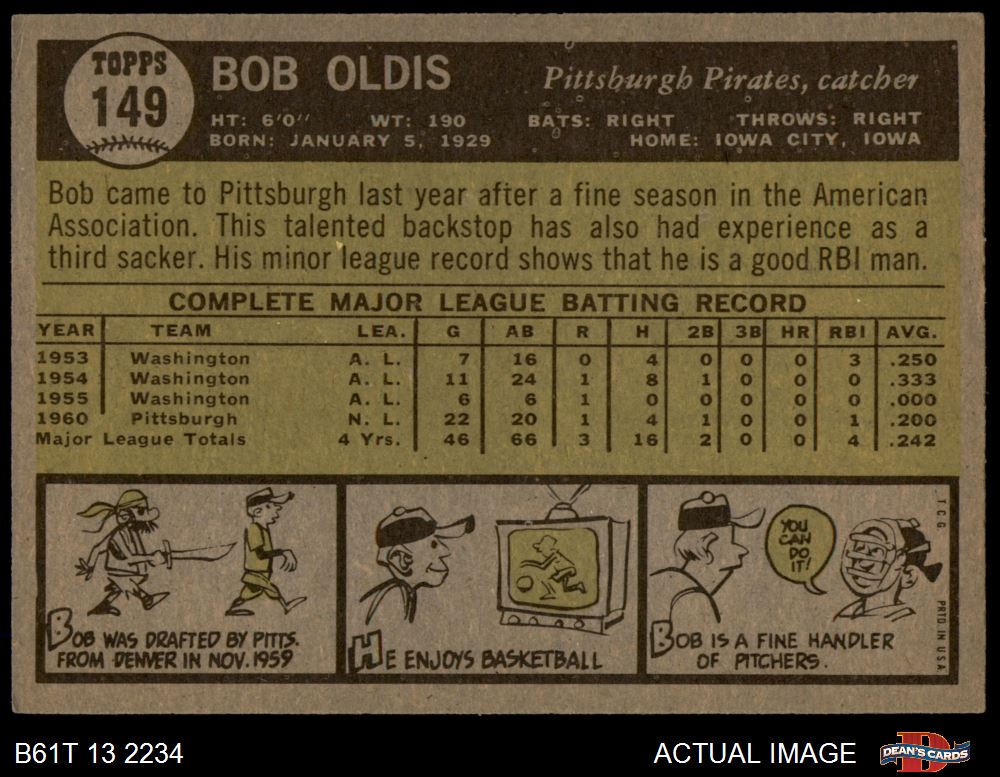 TOPPS
149
BOB OLDIS
Pittsburgh Pirates, catcher
HT: 6'0" WT: 190 BATS: RIGHT THROWS: RIGHT
BORN: JANUARY 5, 1929 HOME: IOWA CITY, IOWA
Bob came to Pittsburgh last year after a fine season in the American
Association. This talented backstop has also had experience as a
third sacker. His minor league record shows that he is a good RBI man.
COMPLETE MAJOR LEAGUE BATTING RECORD
YEAR TEAM LEA. G AB R H 2B 3B HR RBI AVG.
1953 Washington A. L. 7 16 0 4 0 0 0 3 .250
1954 Washington A. L. 11 24 1 8 1 0 0 0 .333
1955 Washington A. L. 6 6 1 0 0 0 0 0 .000
1960 Pittsburgh N. L. 22 20 1 4 1 0 0 1 .200
Major League Totals 4 Yrs. 46 66 3 16 2 0 0 4 .242
BOB WAS DRAFTED BY PITTS.
FROM DENVER IN NOV. 1959
HE ENJOYS BASKETBALL
YOU
CAN
DO
IT!
BOB IS A FINE HANDLER
OF PITCHERS.
T.C.G.
PRTD. IN U.S.A.
B61T 13 2234
ACTUAL IMAGE
D
DEAN'S CARDS